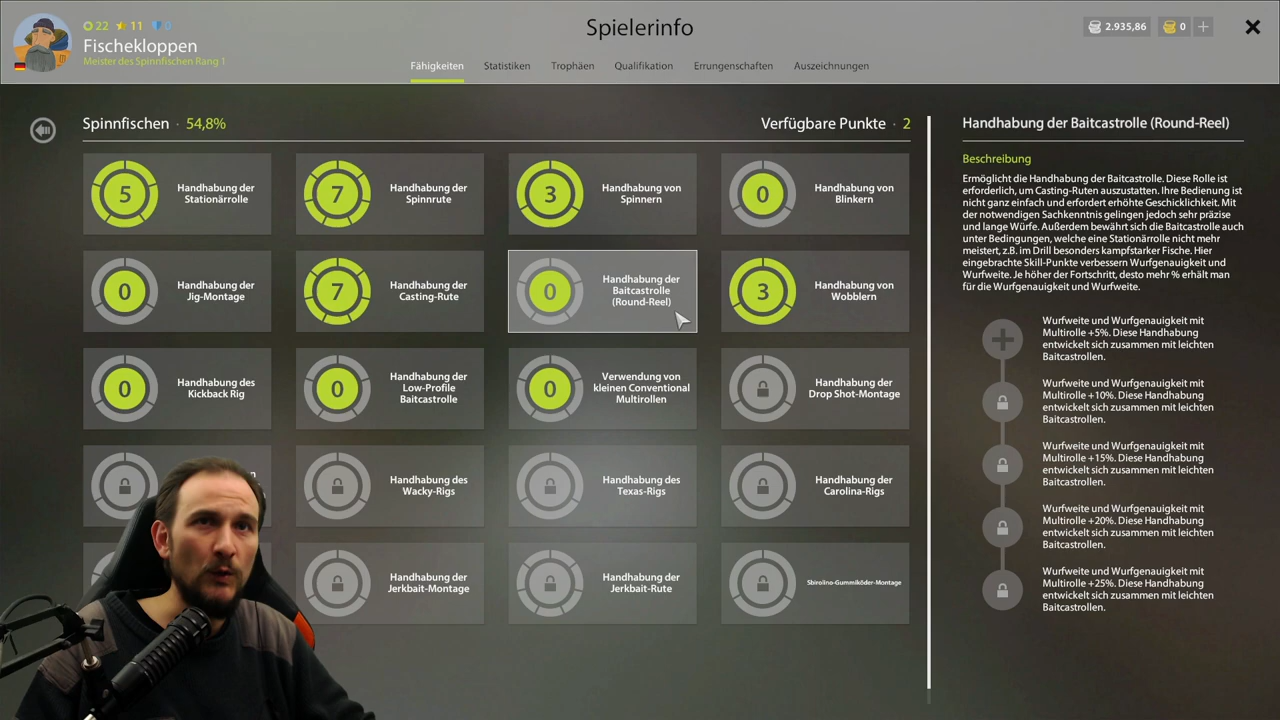 22 11 0
Fischekloppen
Meister des Spinnfischen Rang 1
Spielerinfo
2.935,86 0
Fähigkeiten Statistiken Trophäen Qualifikation Errungenschaften Auszeichnungen
Spinnfischen · 54,8%
Verfügbare Punkte · 2
5 Handhabung der
Stationärrolle
7 Handhabung der
Spinnrute
3 Handhabung von
Spinnern
0 Handhabung von
Blinkern
0 Handhabung der
Jig-Montage
7 Handhabung der
Casting-Rute
0 Handhabung der
Baitcastrolle
(Round-Reel)
3 Handhabung von
Wobblern
0 Handhabung des
Kickback Rig
0 Handhabung der
Low-Profile
Baitcastrolle
0 Verwendung von
kleinen Conventional
Multirollen
Handhabung der
Drop Shot-Montage
Handhabung des
Wacky-Rigs
Handhabung des
Texas-Rigs
Handhabung der
Carolina-Rigs
Handhabung der
Jerkbait-Montage
Handhabung der
Jerkbait-Rute
Sbirolino-Gummiköder-Montage
Handhabung der Baitcastrolle (Round-Reel)
Beschreibung
Ermöglicht die Handhabung der Baitcastrolle. Diese Rolle ist
erforderlich, um Casting-Ruten auszustatten. Ihre Bedienung ist
nicht ganz einfach und erfordert erhöhte Geschicklichkeit. Mit
der notwendigen Sachkenntnis gelingen jedoch sehr präzise
und lange Würfe. Außerdem bewährt sich die Baitcastrolle auch
unter Bedingungen, welche eine Stationärrolle nicht mehr
meistert, z.B. im Drill besonders kampfstarker Fische. Hier
eingebrachte Skill-Punkte verbessern Wurfgenauigkeit und
Wurfweite. Je höher der Fortschritt, desto mehr % erhält man
für die Wurfgenauigkeit und Wurfweite.
Wurfweite und Wurfgenauigkeit mit
Multirolle +5%. Diese Handhabung
entwickelt sich zusammen mit leichten
Baitcastrollen.
Wurfweite und Wurfgenauigkeit mit
Multirolle +10%. Diese Handhabung
entwickelt sich zusammen mit leichten
Baitcastrollen.
Wurfweite und Wurfgenauigkeit mit
Multirolle +15%. Diese Handhabung
entwickelt sich zusammen mit leichten
Baitcastrollen.
Wurfweite und Wurfgenauigkeit mit
Multirolle +20%. Diese Handhabung
entwickelt sich zusammen mit leichten
Baitcastrollen.
Wurfweite und Wurfgenauigkeit mit
Multirolle +25%. Diese Handhabung
entwickelt sich zusammen mit leichten
Baitcastrollen.